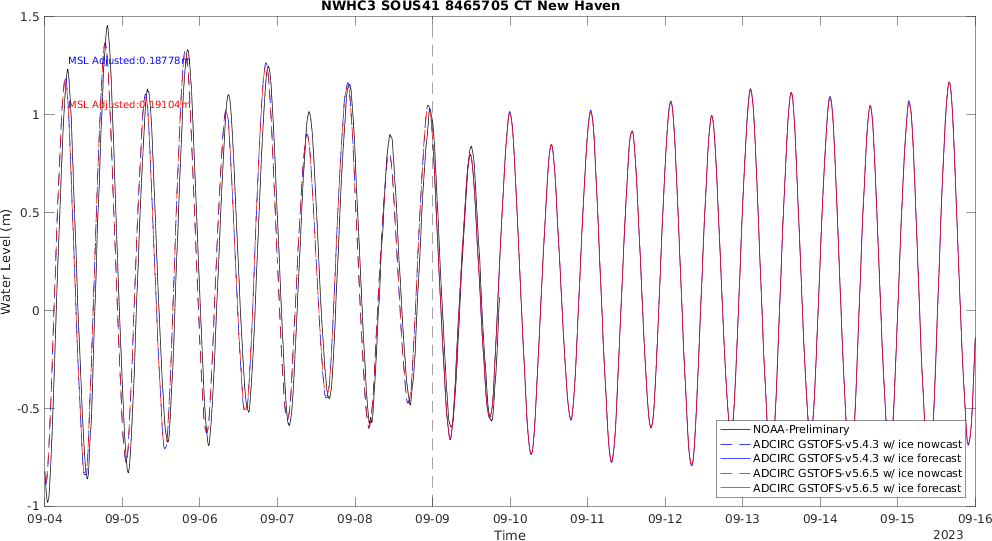 NWHC3 SOUS41 8465705 CT New Haven
1.5
MSL Adjusted:0.18778m
MSL Adjusted:0.19104m
1
0.5
Water Level (m)
0
-0.5
-1
NOAA-Preliminary
ADCIRC GSTOFS-v5.4.3 w/ ice nowcast
ADCIRC GSTOFS-v5.4.3 w/ ice forecast
ADCIRC GSTOFS-v5.6.5 w/ ice nowcast
ADCIRC GSTOFS-v5.6.5 w/ ice forecast
09-04 09-05 09-06 09-07 09-08 09-09 09-10 09-11 09-12 09-13 09-14 09-15 09-16
Time
2023